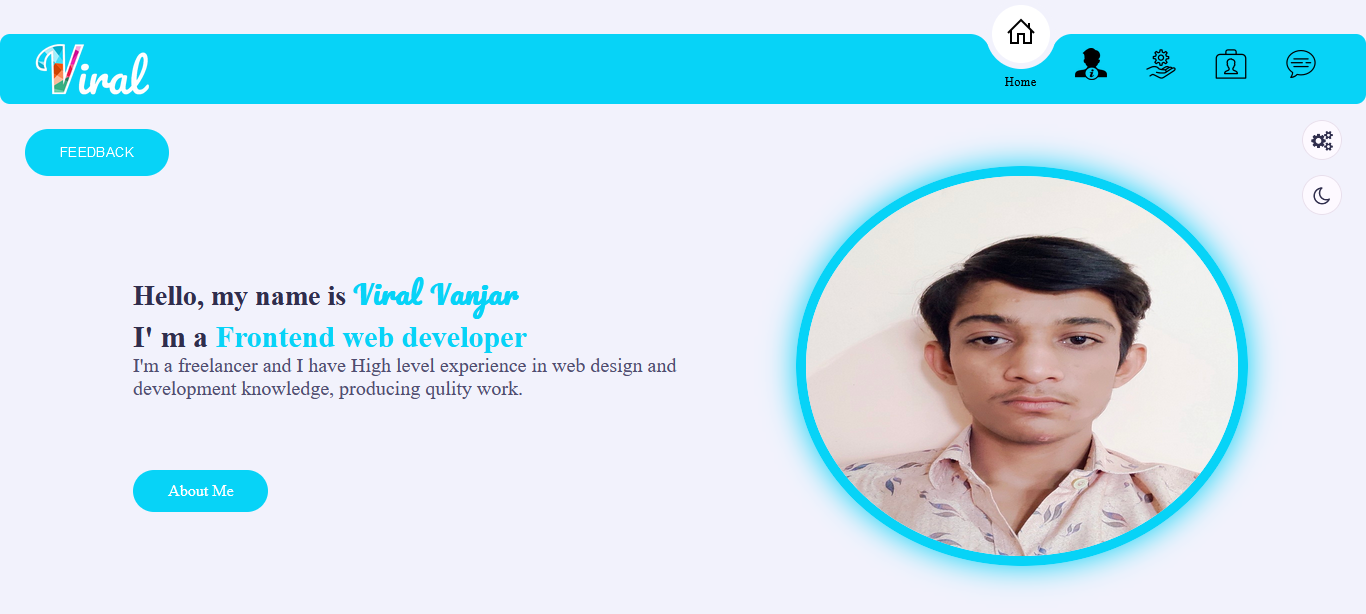 Viral
Home
FEEDBACK
Hello, my name is Viral Vanjar
I' m a Frontend web developer
I'm a freelancer and I have High level experience in web design and
development knowledge, producing qulity work.
About Me